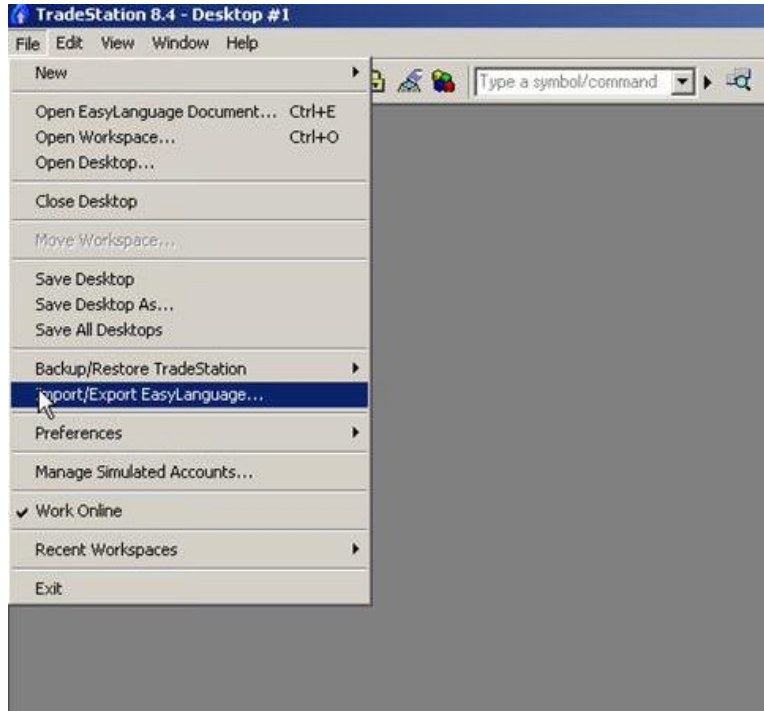 TradeStation 8.4 - Desktop #1
File Edit View Window Help
Type a symbol/command
New
Open EasyLanguage Document... Ctrl+E
Open Workspace... Ctrl+O
Open Desktop...
Close Desktop
Move Workspace...
Save Desktop
Save Desktop As...
Save All Desktops
Backup/Restore TradeStation
Import/Export EasyLanguage...
Preferences
Manage Simulated Accounts...
Work Online
Recent Workspaces
Exit